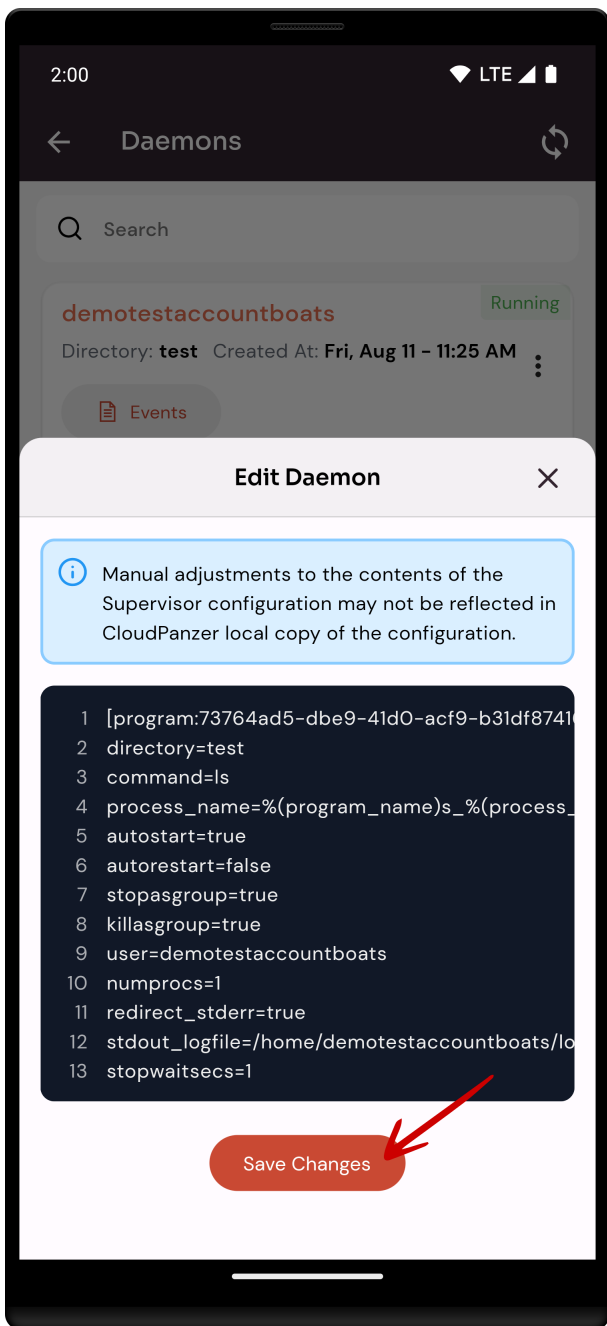 2:00 LTE
Daemons
Search
Running
demotestaccountboats
Directory: test Created At: Fri, Aug 11 - 11:25 AM
Events
Edit Daemon
Manual adjustments to the contents of the
Supervisor configuration may not be reflected in
CloudPanzer local copy of the configuration.
1 [program:73764ad5-dbe9-41d0-acf9-b31df8741
2 directory=test
3 command=ls
4 process_name=%(program_name)s_%(process_
5 autostart=true
6 autorestart=false
7 stopasgroup=true
8 killasgroup=true
9 user=demotestaccountboats
10 numprocs=1
11 redirect_stderr=true
12 stdout_logfile=/home/demotestaccountboats/lo
13 stopwaitsecs=1
Save Changes